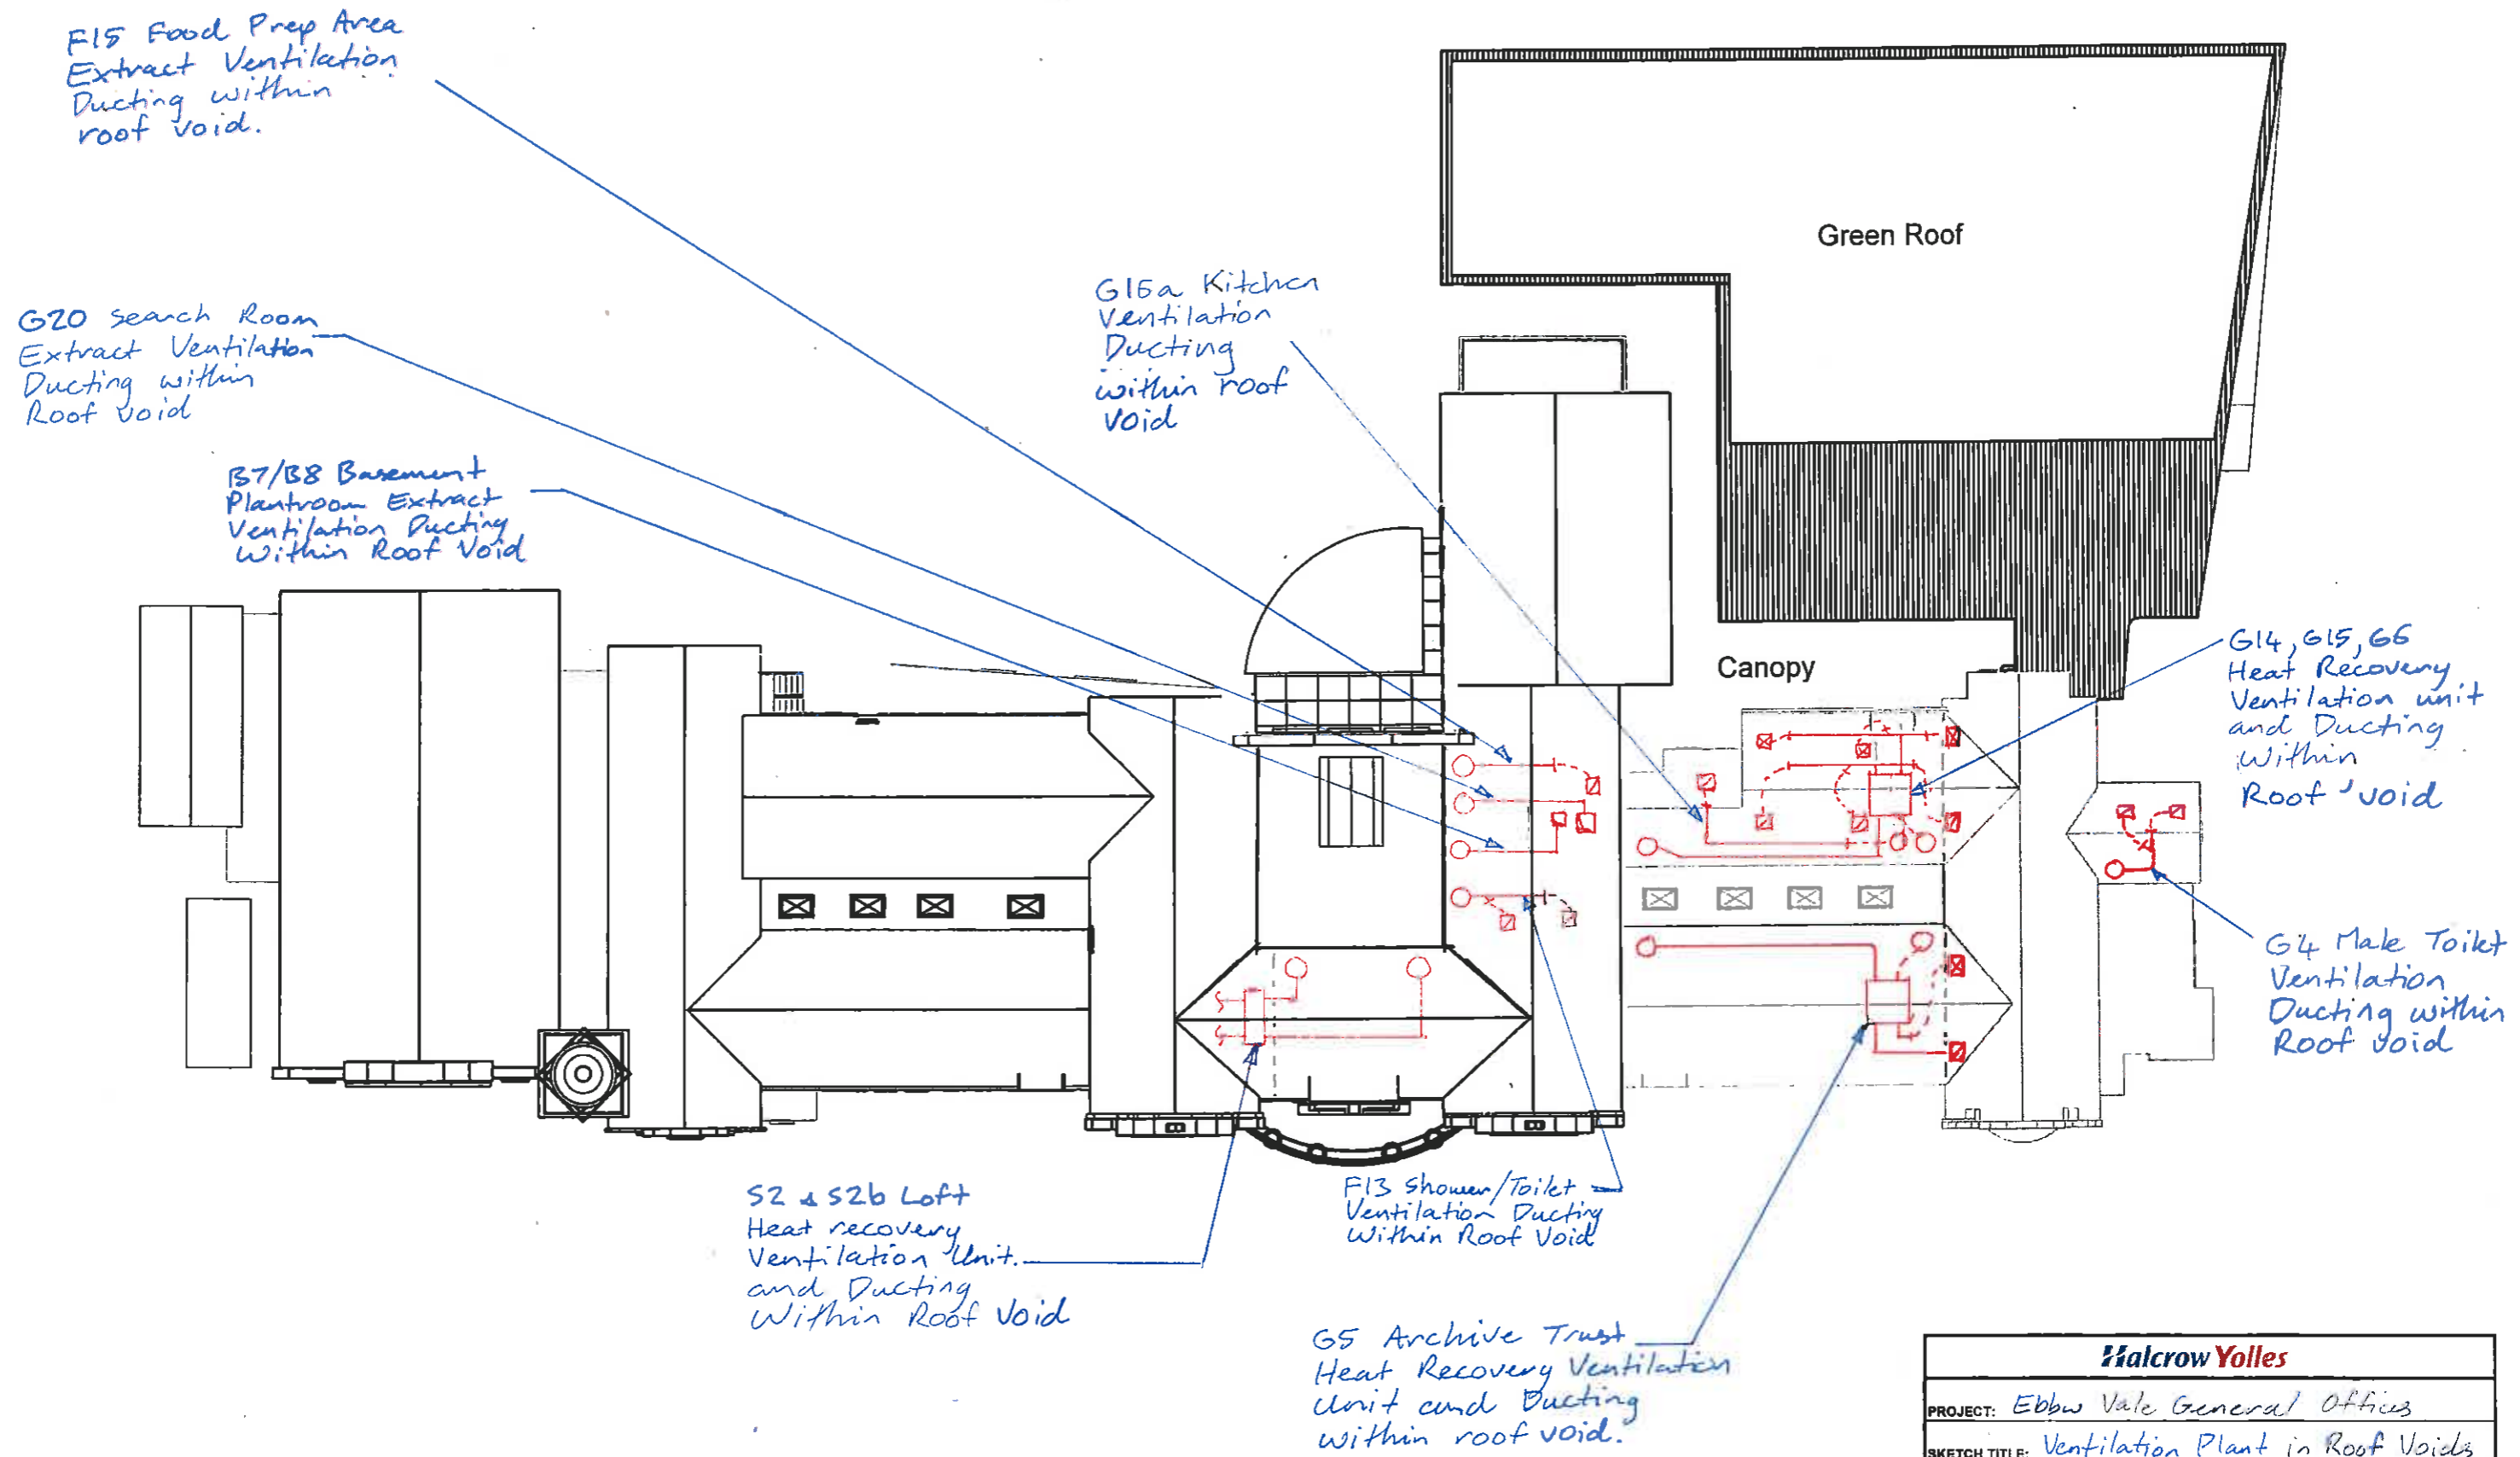 F15 Food Prep Area
Extract Ventilation
Ducting within
roof void.
G20 Search Room
Extract Ventilation
Ducting within
Roof void
B7/B8 Basement
Plantroom Extract
Ventilation Ducting
Within Roof Void
G15a Kitchen
Ventilation
Ducting
within roof
void
Green Roof
Canopy
G14, G15, G6
Heat Recovery
Ventilation unit
and Ducting
Within
Roof void
G4 Male Toilet
Ventilation
Ducting within
Roof void
S2 & S2b Loft
Heat recovery
Ventilation Unit.
and Ducting
Within Roof Void
F13 Shower/Toilet
Ventilation Ducting
Within Roof Void
G5 Archive Trust
Heat Recovery Ventilation
Unit and Ducting
within roof void.
Halcrow Yolles
PROJECT: Ebbw Vale General Offices
SKETCH TITLE: Ventilation Plant in Roof Voids